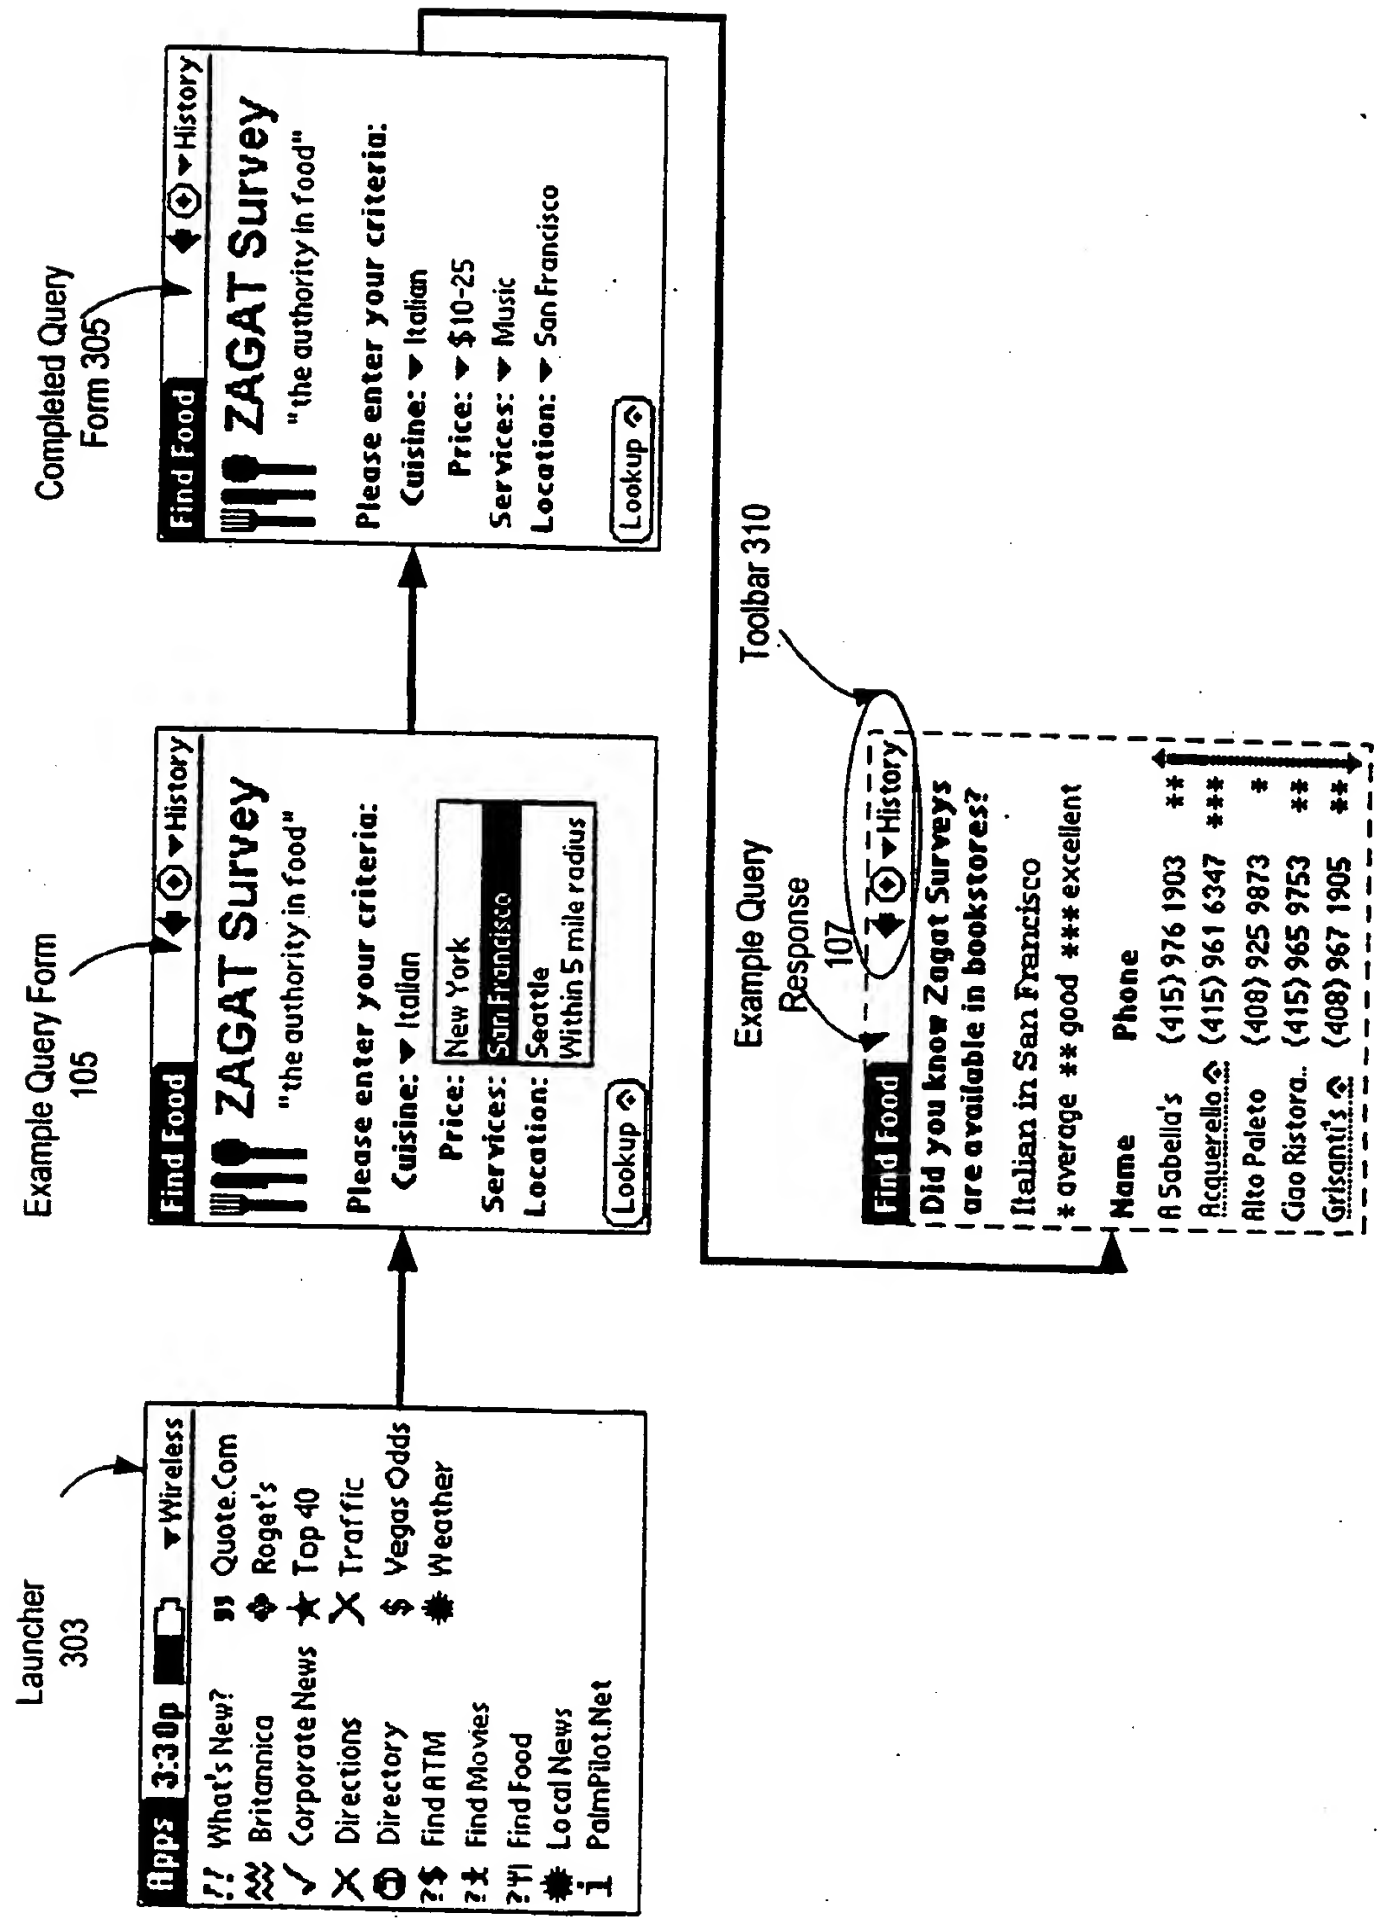 Launcher
303
Apps 3:30p Wireless
?? What's New?
Britannica
Corporate News
Directions
Directory
?$ Find ATM
? Find Movies
? Find Food
Local News
i PalmPilot.Net
" Quote.Com
Roget's
Top 40
Traffic
$ Vegas Odds
Weather
Example Query Form
105
Find Food History
ZAGAT Survey
"the authority in food"
Please enter your criteria:
Cuisine: Italian
Price:
Services:
Location:
New York
San Francisco
Seattle
Within 5 mile radius
Lookup
Completed Query
Form 305
Find Food History
ZAGAT Survey
"the authority in food"
Please enter your criteria:
Cuisine: Italian
Price: $10-25
Services: Music
Location: San Francisco
Lookup
Example Query
Response
107
Toolbar 310
Find Food History
Did you know Zagat Surveys
are available in bookstores?
Italian in San Francisco
* average ** good *** excellent
Name Phone
A Sabella's (415) 976 1903 **
Acquerello (415) 961 6347 ***
Alto Paleto (408) 925 9873 *
Ciao Ristora.. (415) 965 9753 **
Grisanti's (408) 967 1905 **